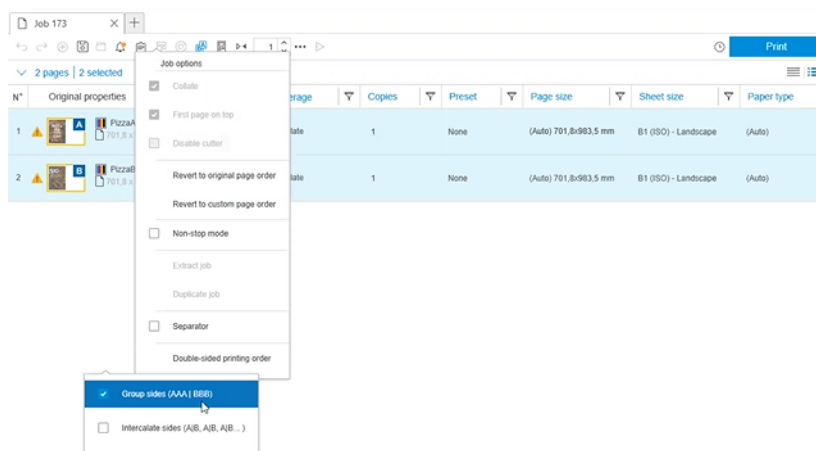 Job 173
1
Print
2 pages | 2 selected
Job options
N° Original properties Copies Preset Page size Sheet size Paper type
Collate
First page on top
Disable cutter
1 A PizzaA 1 None (Auto) 701,8x983,5 mm B1 (ISO) - Landscape (Auto)
701,8 x
2 B PizzaB 1 None (Auto) 701,8x983,5 mm B1 (ISO) - Landscape (Auto)
701,8 x
Revert to original page order
Revert to custom page order
Non-stop mode
Extract job
Duplicate job
Separator
Double-sided printing order
Group sides (AAA | BBB)
Intercalate sides (A|B, A|B, A|B... )